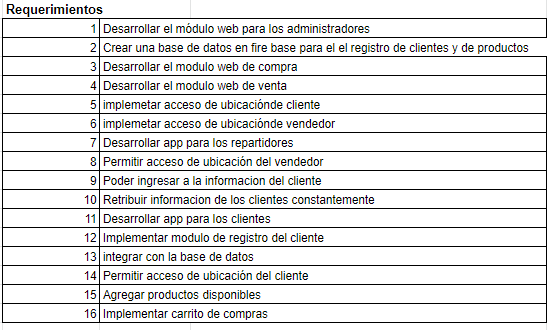 Requerimientos
1 Desarrollar el módulo web para los administradores
2 Crear una base de datos en fire base para el el registro de clientes y de productos
3 Desarrollar el modulo web de compra
4 Desarrollar el modulo web de venta
5 implemetar acceso de ubicaciónde cliente
6 implemetar acceso de ubicaciónde vendedor
7 Desarrollar app para los repartidores
8 Permitir acceso de ubicación del vendedor
9 Poder ingresar a la informacion del cliente
10 Retribuir informacion de los clientes constantemente
11 Desarrollar app para los clientes
12 Implementar modulo de registro del cliente
13 integrar con la base de datos
14 Permitir acceso de ubicación del cliente
15 Agregar productos disponibles
16 Implementar carrito de compras